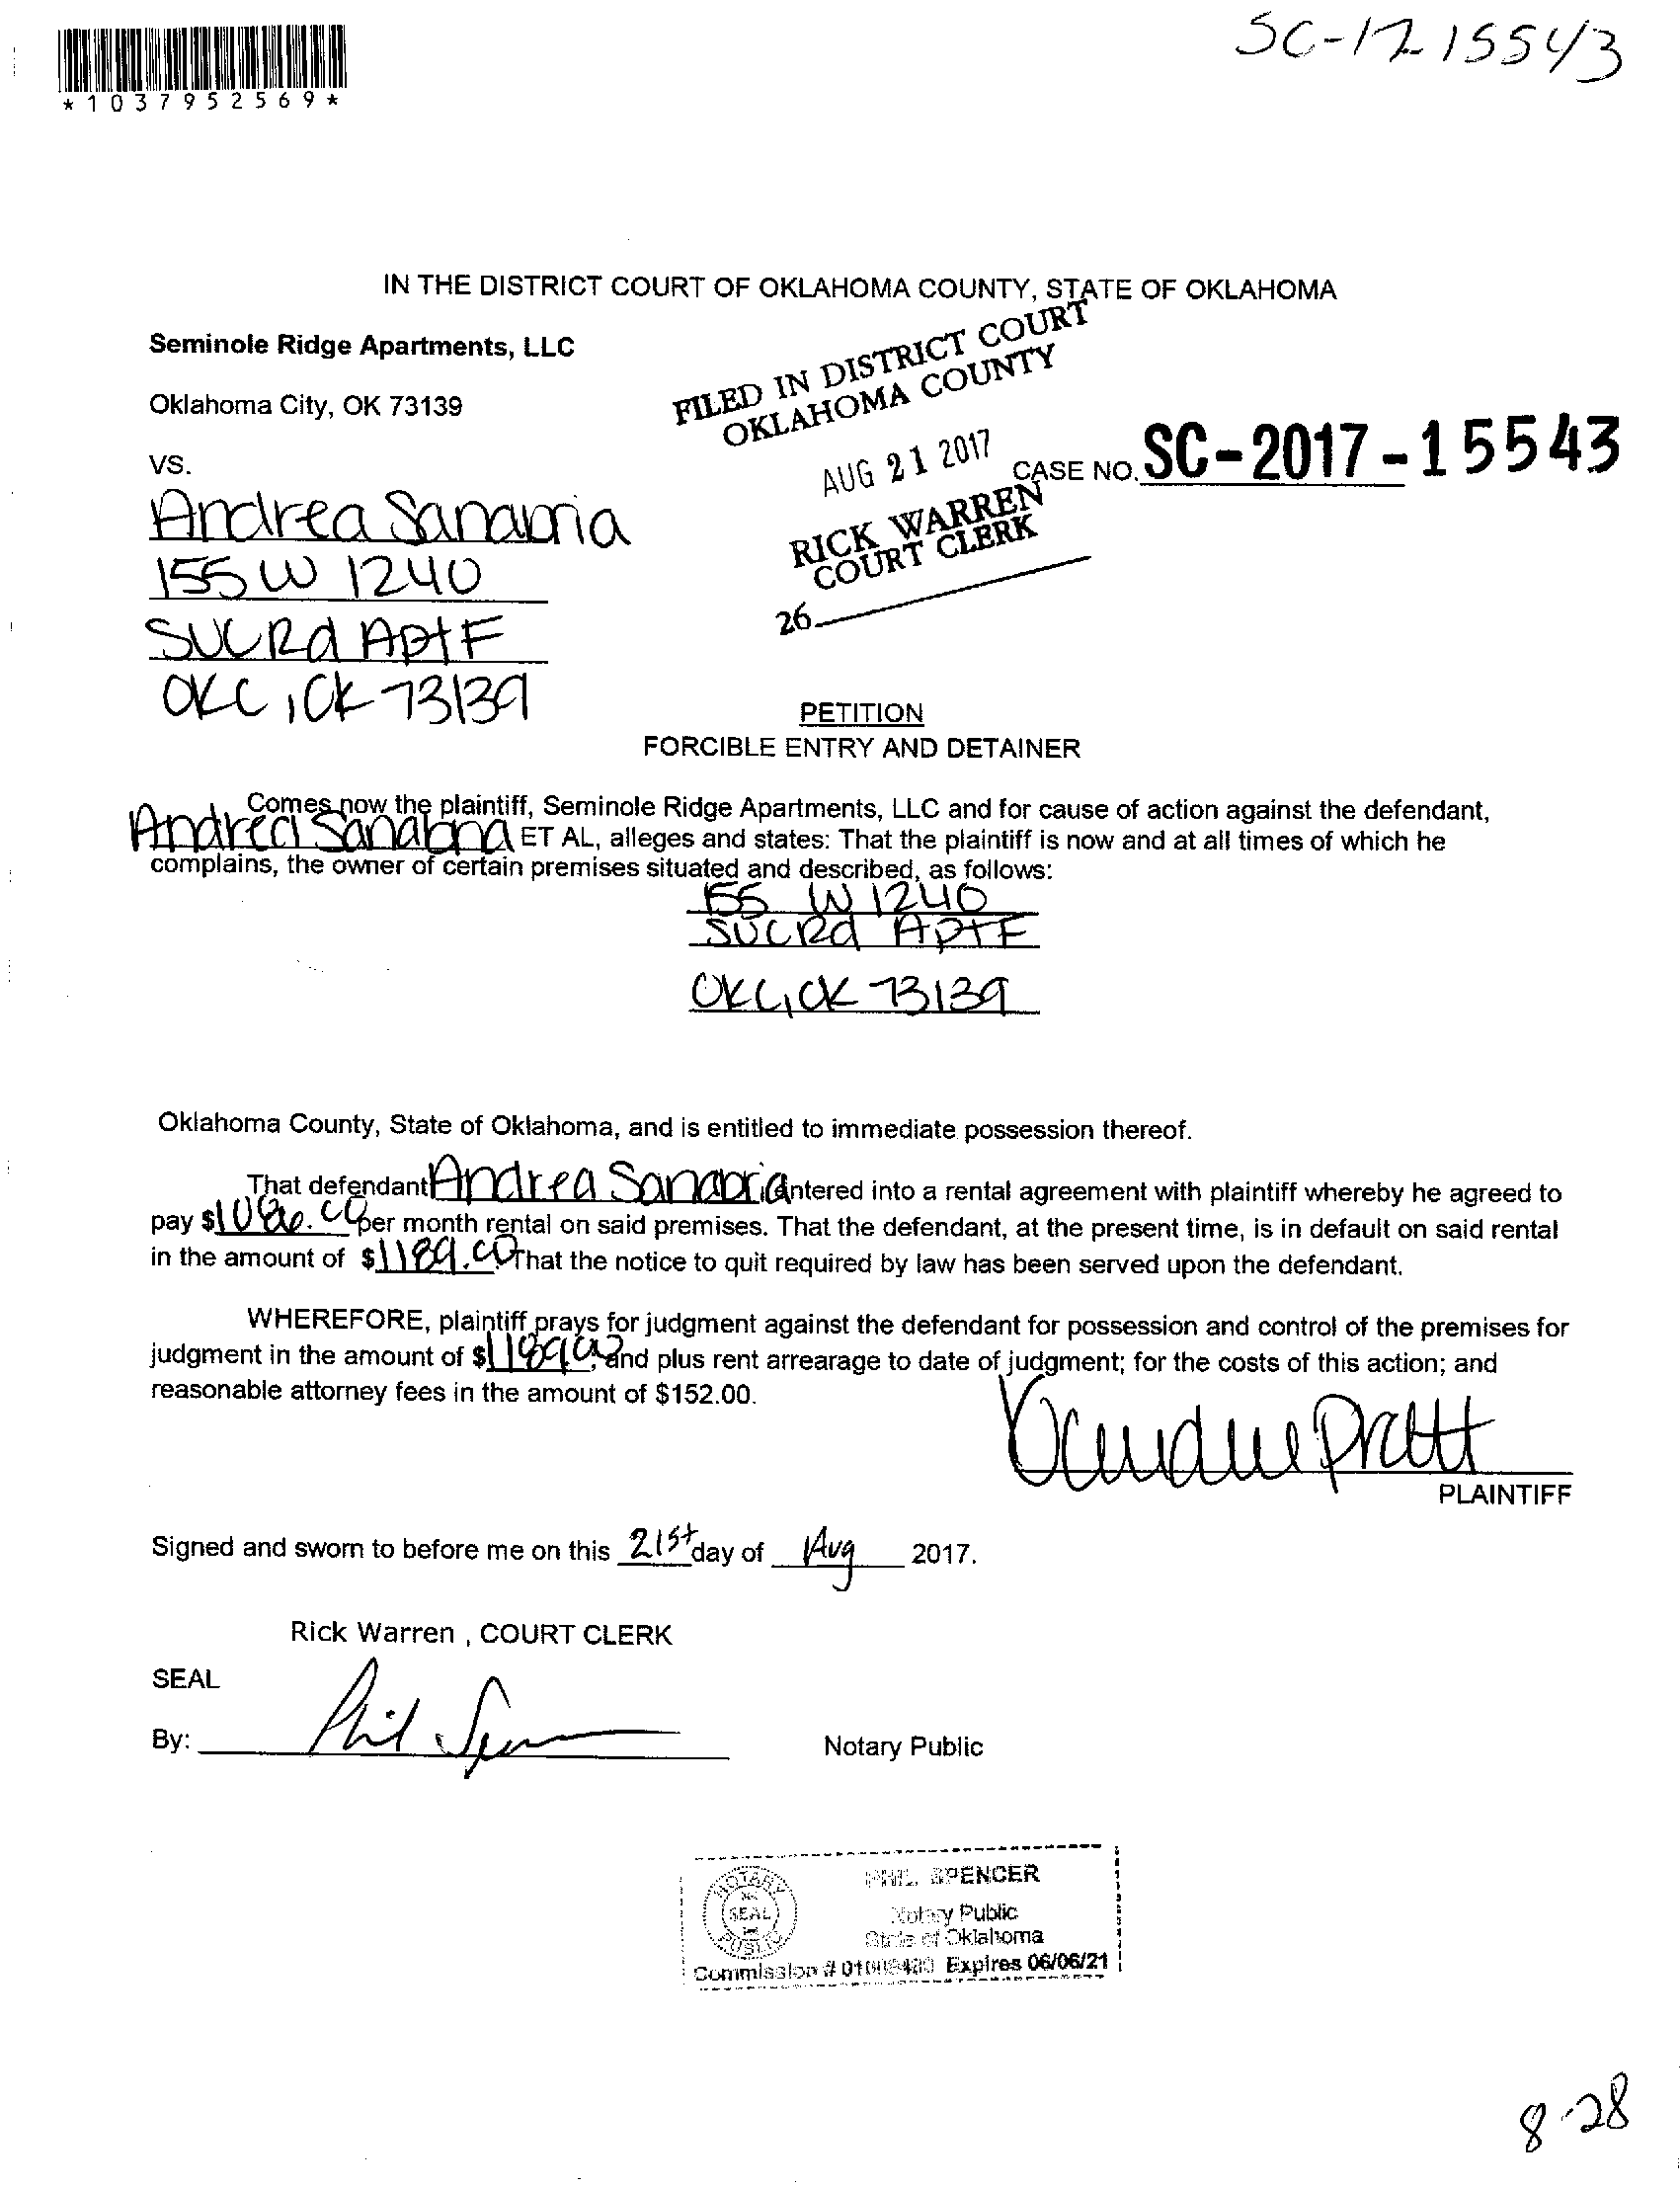 SC-17 15543
*1037952569*
IN THE DISTRICT COURT OF OKLAHOMA COUNTY, STATE OF OKLAHOMA
Seminole Ridge Apartments, LLC
Oklahoma City, OK 73139
VS.
FILED IN DISTRICT COURT
OKLAHOMA COUNTY
AUG 21 2017
RICK WARREN
COURT CLERK
26
CASE NO. SC-2017-15543
Andrea Sanabria
155 W 1240
SVCRd Apt F
OKC, OK 73139
PETITION
FORCIBLE ENTRY AND DETAINER
Comes now the plaintiff, Seminole Ridge Apartments, LLC and for cause of action against the defendant,
Andrea Sanabria ET AL, alleges and states: That the plaintiff is now and at all times of which he
complains, the owner of certain premises situated and described, as follows:
155 W 1240
SVCRd Apt F
OKC, OK 73139
Oklahoma County, State of Oklahoma, and is entitled to immediate possession thereof.
That defendant Andrea Sanabria entered into a rental agreement with plaintiff whereby he agreed to
pay $ per month rental on said premises. That the defendant, at the present time, is in default on said rental
in the amount of $1189.00. That the notice to quit required by law has been served upon the defendant.
WHEREFORE, plaintiff prays for judgment against the defendant for possession and control of the premises for
judgment in the amount of $1189.00, and plus rent arrearage to date of judgment; for the costs of this action; and
reasonable attorney fees in the amount of $152.00.
Pratt
PLAINTIFF
Signed and sworn to before me on this 21st day of Aug 2017.
Rick Warren , COURT CLERK
SEAL
By: Phil Spencer
Notary Public
NOTARY
SEAL
PUBLIC
PHIL SPENCER
Notary Public
State of Oklahoma
Commission # Expires 06/06/21
8-28